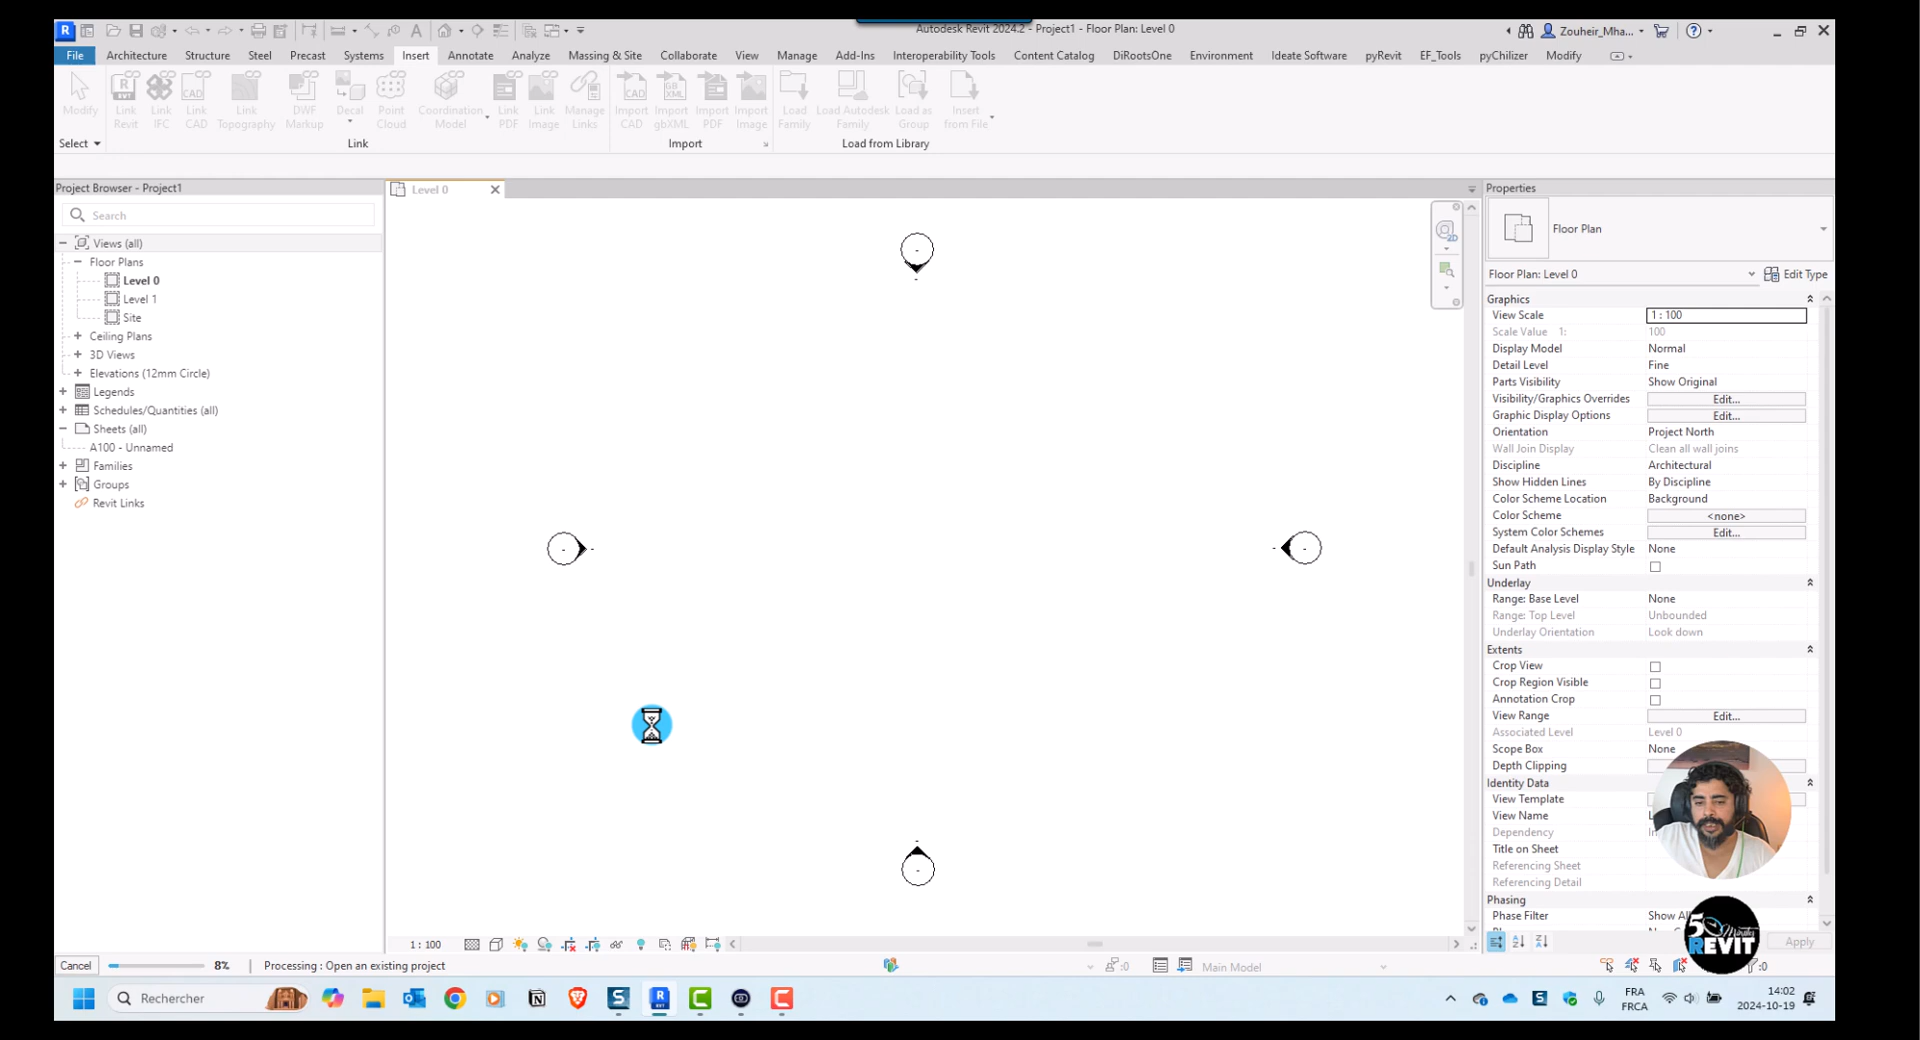 Autodesk Revit 2024.2 - Project1 - Floor Plan: Level 0
Zouheir_Mha...
File Architecture Structure Steel Precast Systems Insert Annotate Analyze Massing & Site Collaborate View Manage Add-Ins Interoperability Tools Content Catalog DiRootsOne Environment Ideate Software pyRevit EF_Tools pyChilizer Modify
Modify
Link Revit
Link IFC
Link CAD
Link Topography
DWF Markup
Decal
Point Cloud
Coordination Model
Link PDF
Link Image
Manage Links
Import CAD
Import gbXML
Import PDF
Import Image
Load Family
Load Autodesk Family
Load as Group
Insert from File
Select
Link
Import
Load from Library
Project Browser - Project1
Search
Views (all)
Floor Plans
Level 0
Level 1
Site
Ceiling Plans
3D Views
Elevations (12mm Circle)
Legends
Schedules/Quantities (all)
Sheets (all)
A100 - Unnamed
Families
Groups
Revit Links
Level 0
2D
Properties
Floor Plan
Floor Plan: Level 0 Edit Type
Graphics
View Scale 1 : 100
Scale Value 1: 100
Display Model Normal
Detail Level Fine
Parts Visibility Show Original
Visibility/Graphics Overrides Edit...
Graphic Display Options Edit...
Orientation Project North
Wall Join Display Clean all wall joins
Discipline Architectural
Show Hidden Lines By Discipline
Color Scheme Location Background
Color Scheme <none>
System Color Schemes Edit...
Default Analysis Display Style None
Sun Path
Underlay
Range: Base Level None
Range: Top Level Unbounded
Underlay Orientation Look down
Extents
Crop View
Crop Region Visible
Annotation Crop
View Range Edit...
Associated Level Level 0
Scope Box None
Depth Clipping
Identity Data
View Template
View Name
Dependency
Title on Sheet
Referencing Sheet
Referencing Detail
Phasing
Phase Filter Show Al
Apply
5 Minutes
REVIT
1 : 100
Cancel 8% Processing : Open an existing project :0 Main Model :0
Rechercher
FRA
FRCA
14:02
2024-10-19